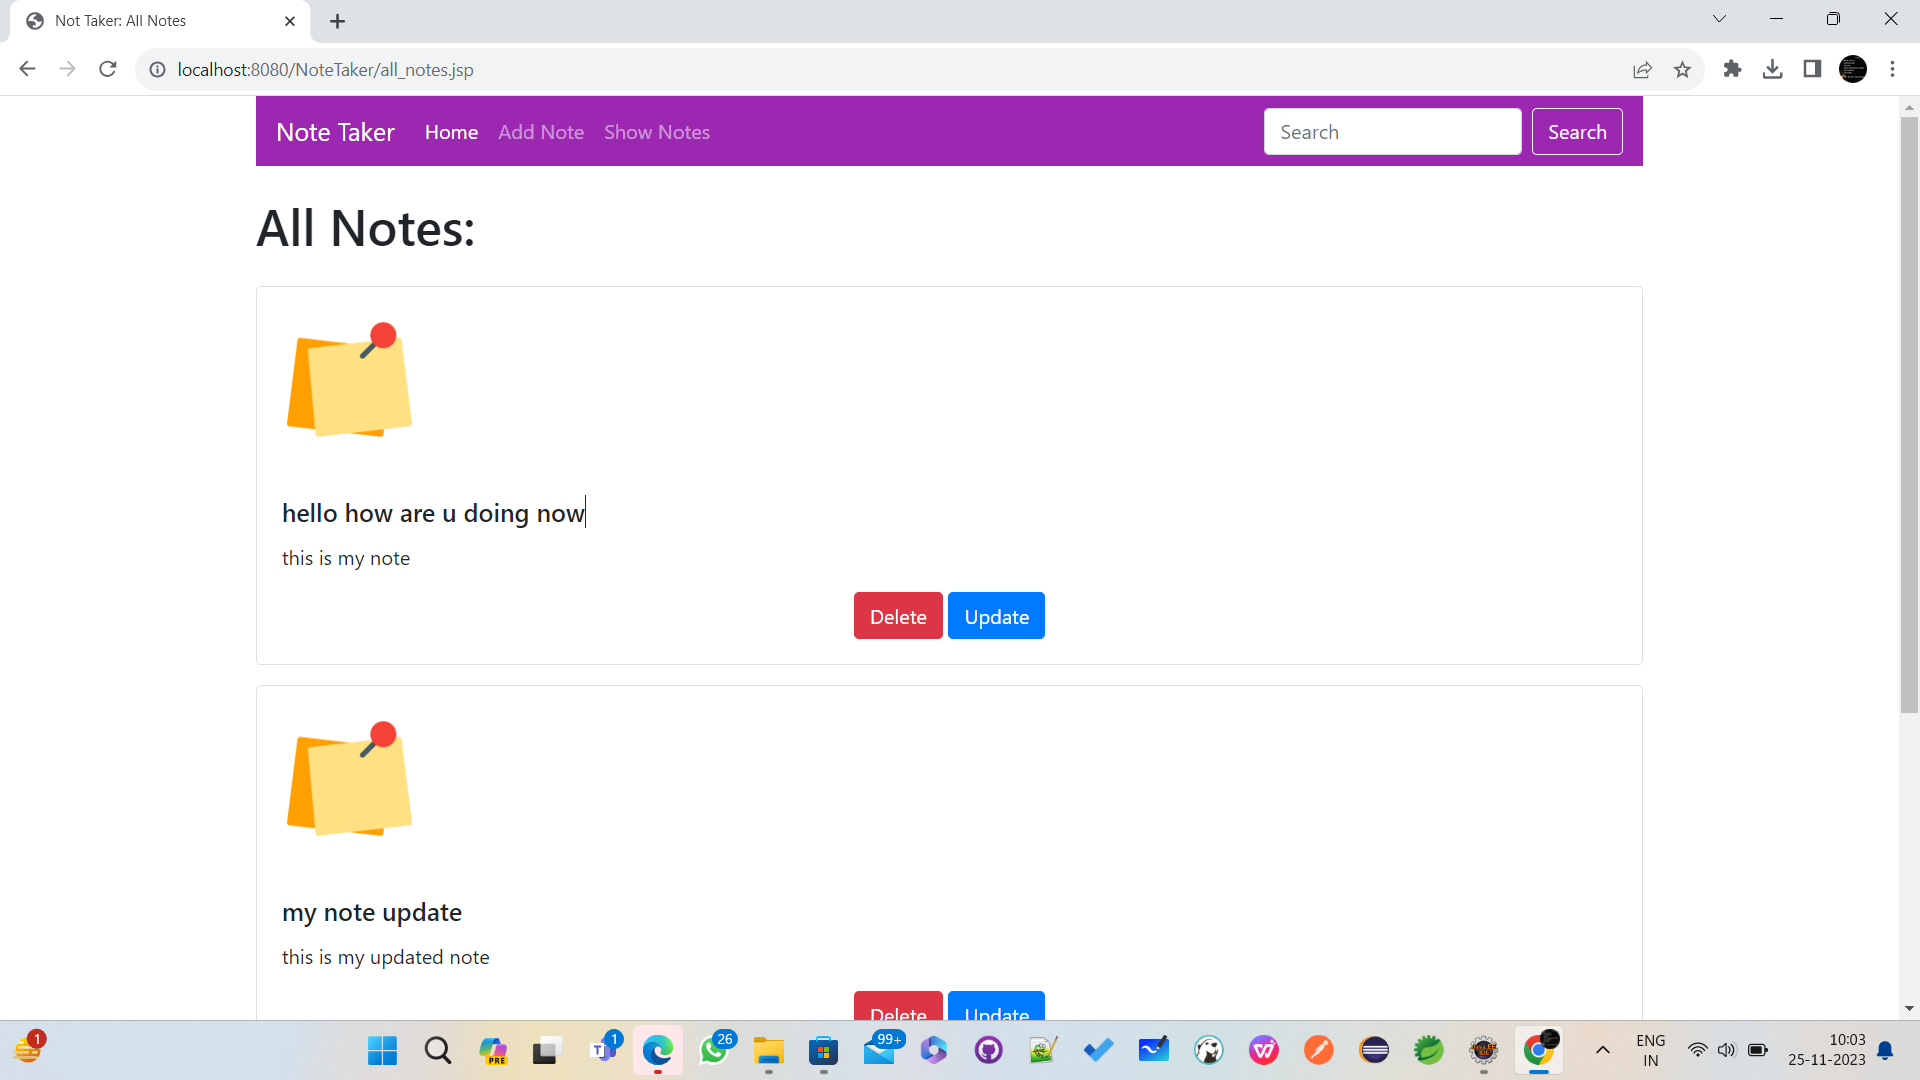 Not Taker: All Notes
localhost:8080/NoteTaker/all_notes.jsp
Note Taker Home Add Note Show Notes Search Search
All Notes:
hello how are u doing now
this is my note
Delete Update
my note update
this is my updated note
Delete Update
1
PRE
1
26
99+
ENG
IN
10:03
25-11-2023